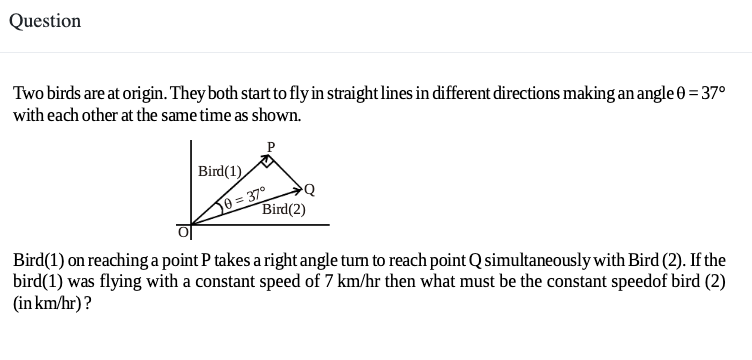 Question
Two birds are at origin. They both start to fly in straight lines in different directions making an angle θ = 37°
with each other at the same time as shown.
P
Bird(1)
Q
θ = 37°
Bird(2)
O
Bird(1) on reaching a point P takes a right angle turn to reach point Q simultaneously with Bird (2). If the
bird(1) was flying with a constant speed of 7 km/hr then what must be the constant speedof bird (2)
(in km/hr) ?